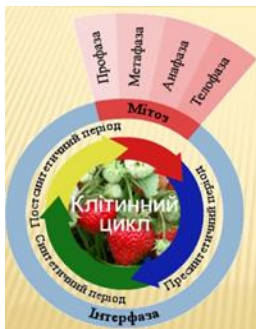 Профаза
Метафаза
Анафаза
Телофаза
Мітоз
Постсинтетичний період
Пресинтетичний період
Клітинний
цикл
Синтетичний період
Інтерфаза